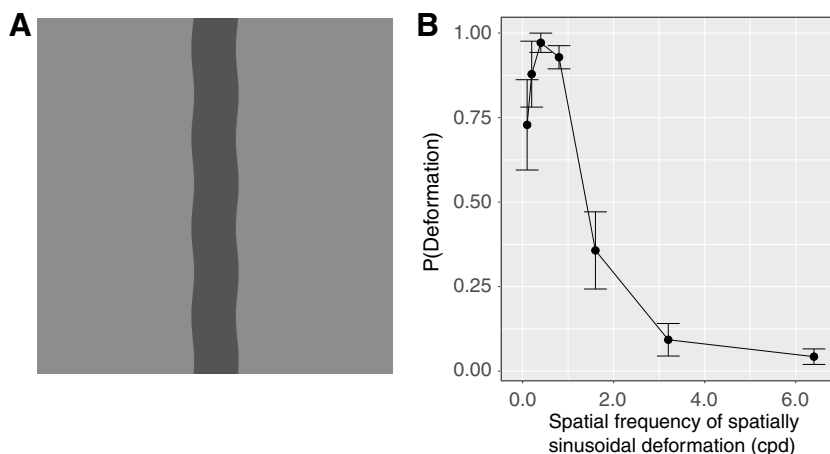 A
B
1.00
0.75
0.50
0.25
0.00
P(Deformation)
0.0 2.0 4.0 6.0
Spatial frequency of spatially
sinusoidal deformation (cpd)